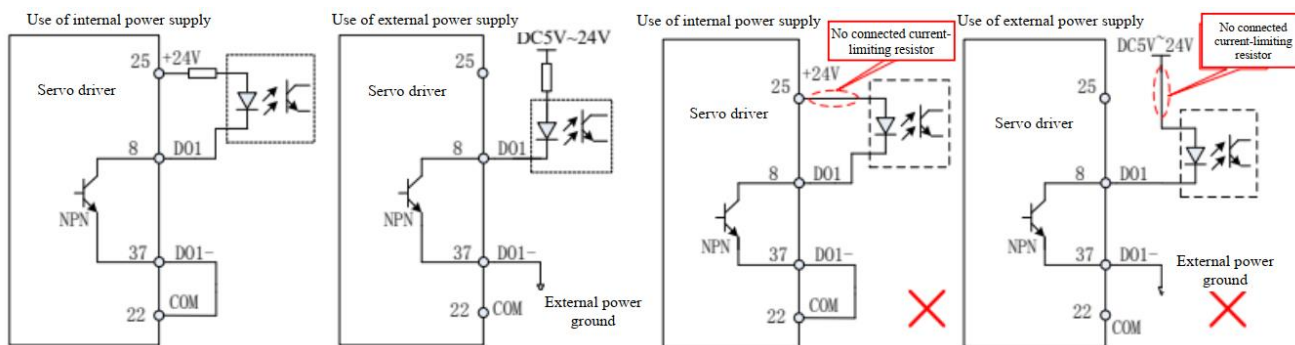 Use of internal power supply
+24V
25
Servo driver
8
DO1
NPN
37
DO1-
COM
22
Use of external power supply
DC5V~24V
25
Servo driver
8
DO1
NPN
37
DO1-
22
COM
External power
ground
Use of internal power supply
No connected current-
limiting resistor
+24V
25
Servo driver
8
DO1
NPN
37
DO1-
COM
22
Use of external power supply
No connected
current-limiting
resistor
DC5V~24V
25
Servo driver
8
DO1
NPN
37
DO1-
External power
ground
22
COM